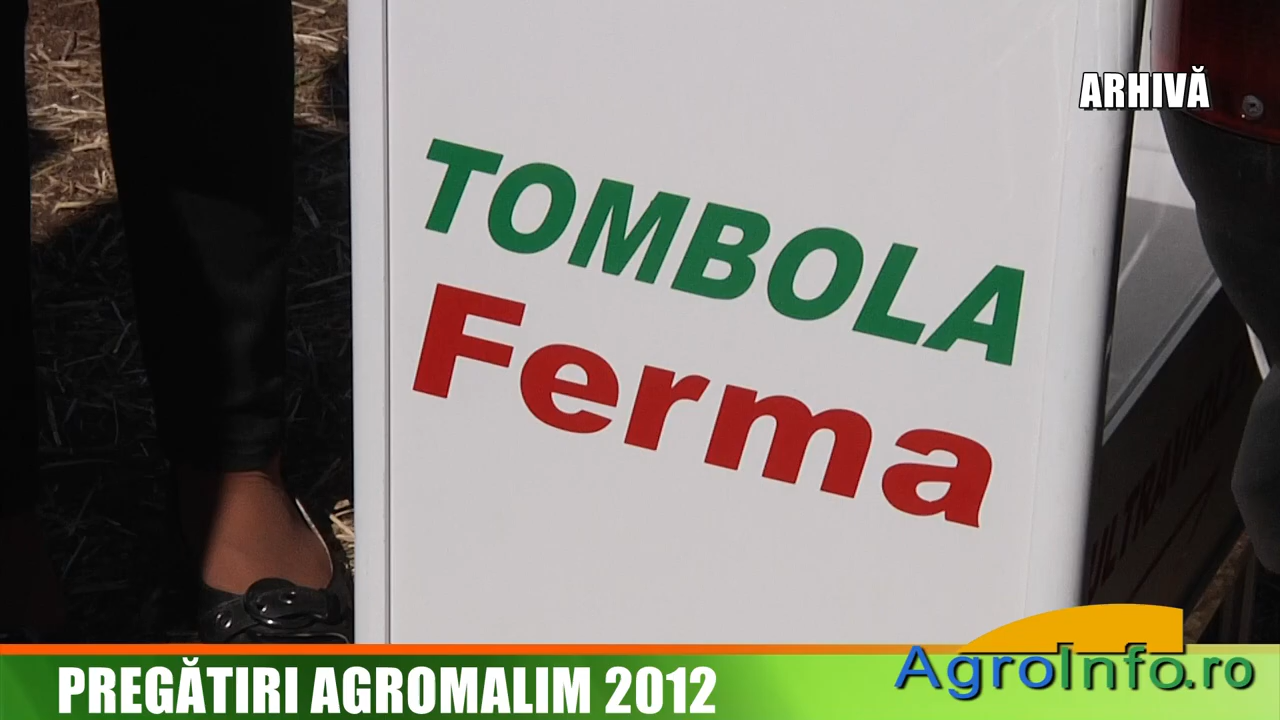 ARHIVĂ
TOMBOLA
Ferma
PREGĂTIRI AGROMALIM 2012
AgroInfo.ro